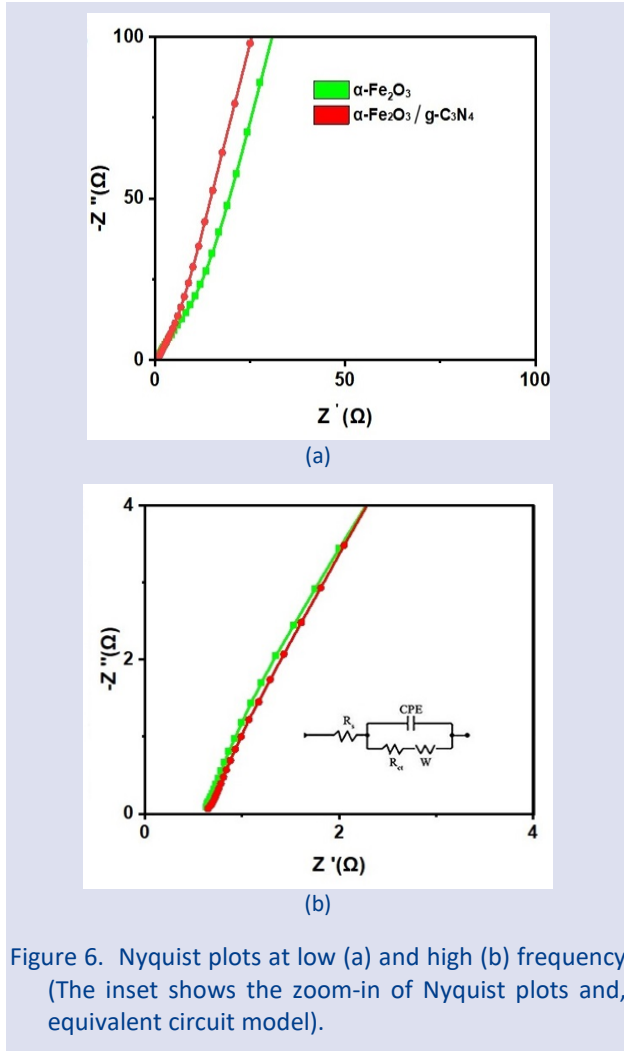 (a)
100
50
0
-Z "(Ω)
α-Fe₂O₃
α-Fe₂O₃ / g-C₃N₄
0 50 100
Z ' (Ω)
(a)
4
2
0
-Z"(Ω)
CPE
Rs
Rct W
0 2 4
Z '(Ω)
(b)
Figure 6. Nyquist plots at low (a) and high (b) frequency
(The inset shows the zoom-in of Nyquist plots and,
equivalent circuit model).